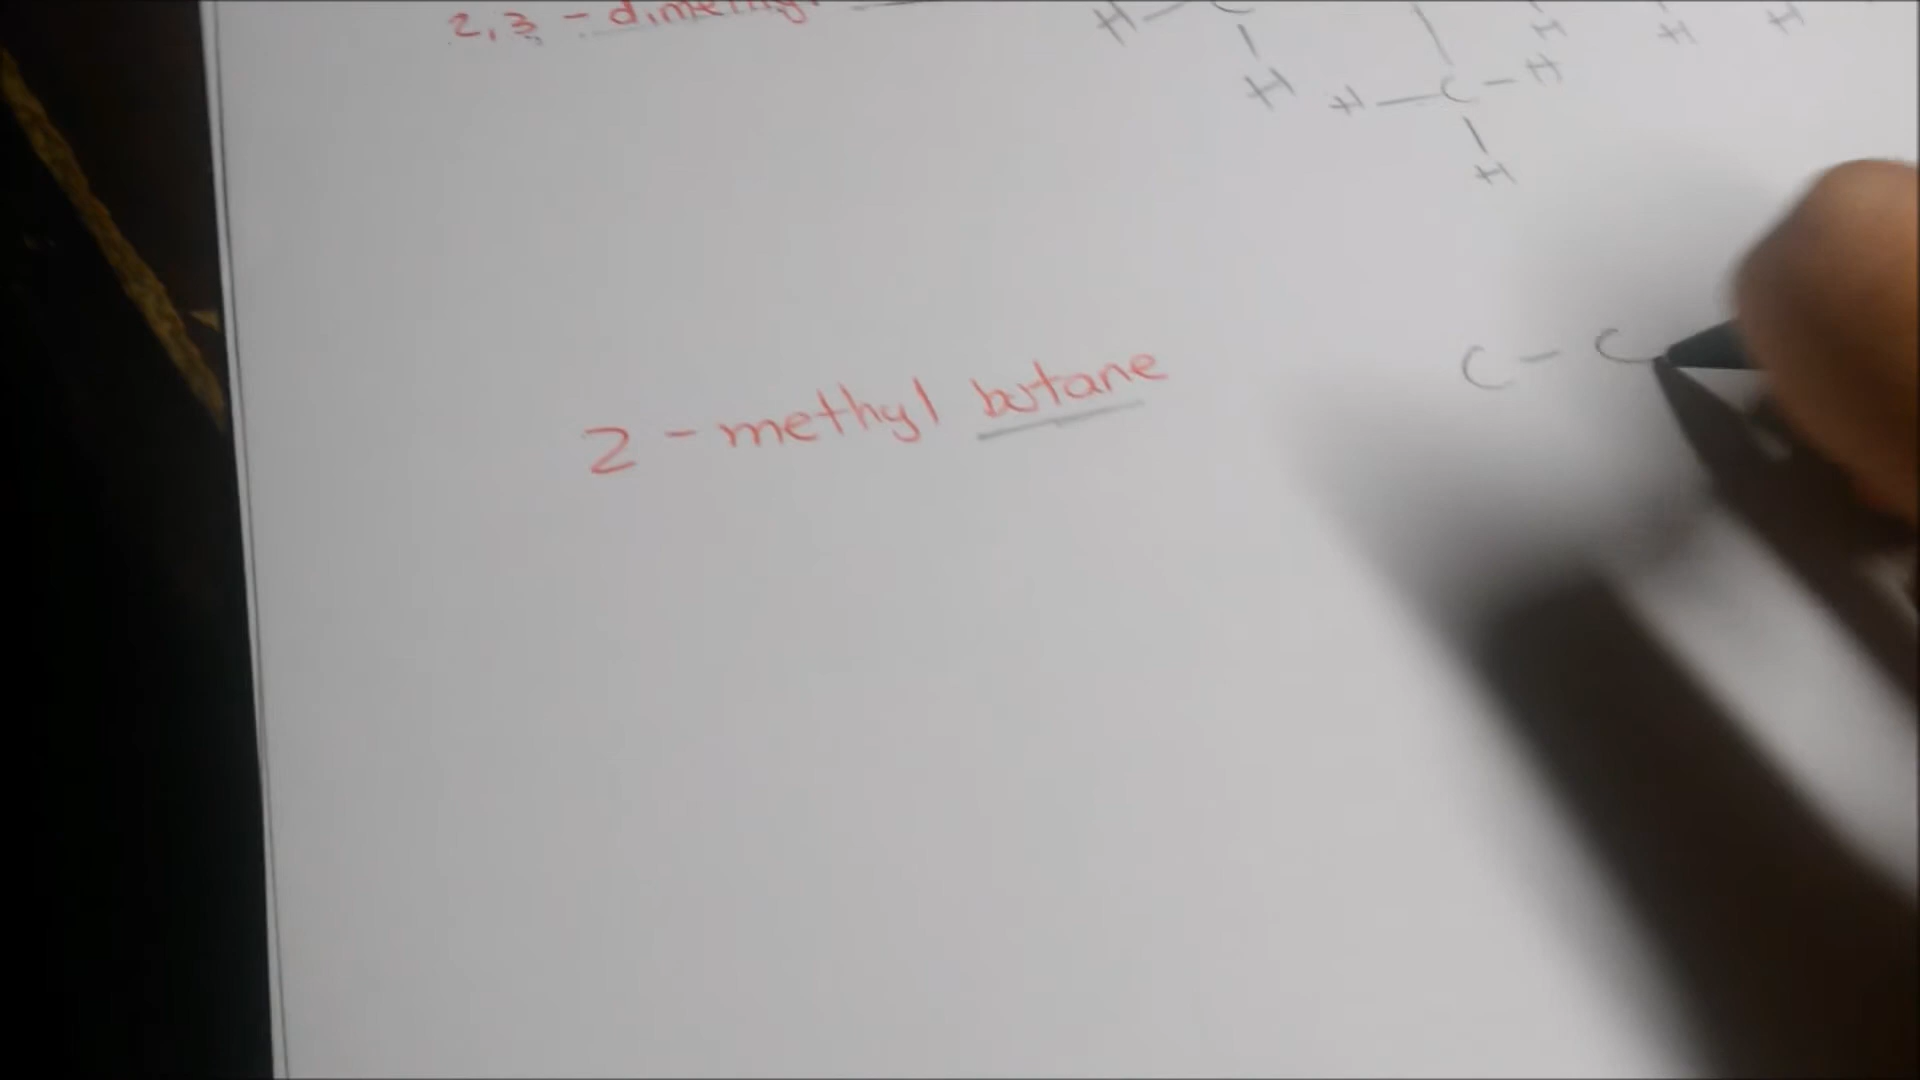 2,3 - dimethyl
H - C
H
H
H
H
H - C - H
H
2 - methyl butane
C - C